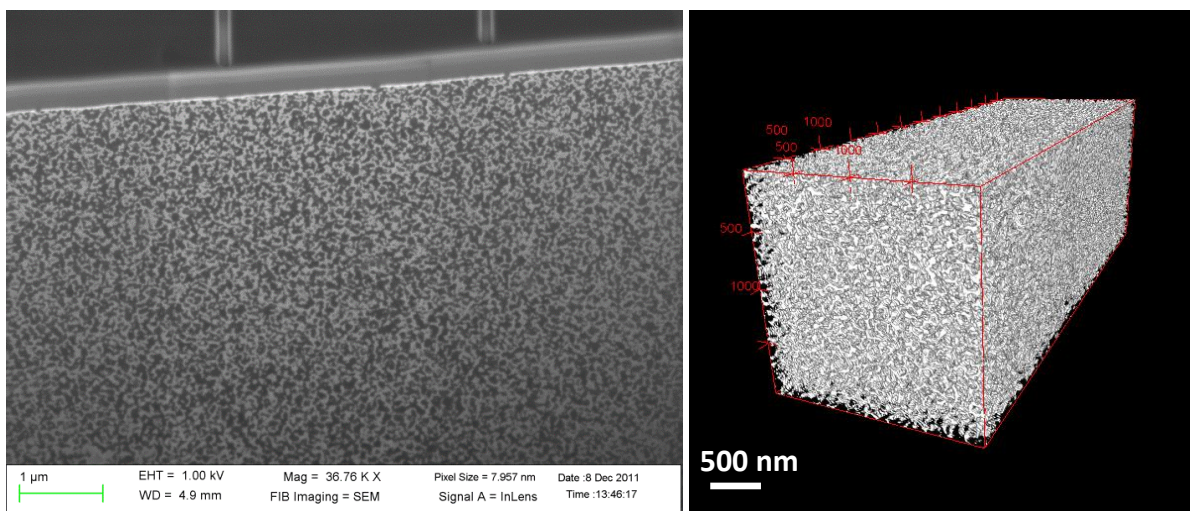 1 µm
EHT = 1.00 kV
Mag = 36.76 K X
Pixel Size = 7.957 nm
Date :8 Dec 2011
WD = 4.9 mm
FIB Imaging = SEM
Signal A = InLens
Time :13:46:17
500
1000
500
1000
500
1000
500 nm